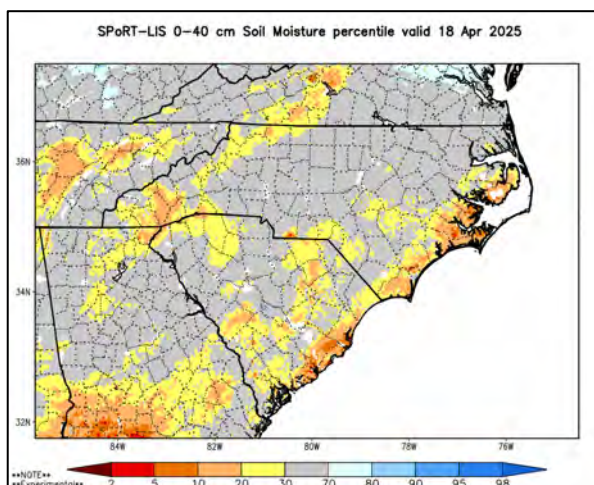 SPoRT-LIS 0-40 cm Soil Moisture percentile valid 18 Apr 2025
36N
34N
32N
84W 82W 80W 78W 76W
**NOTE**
**Experimental**
2 5 10 20 30 70 80 90 95 98